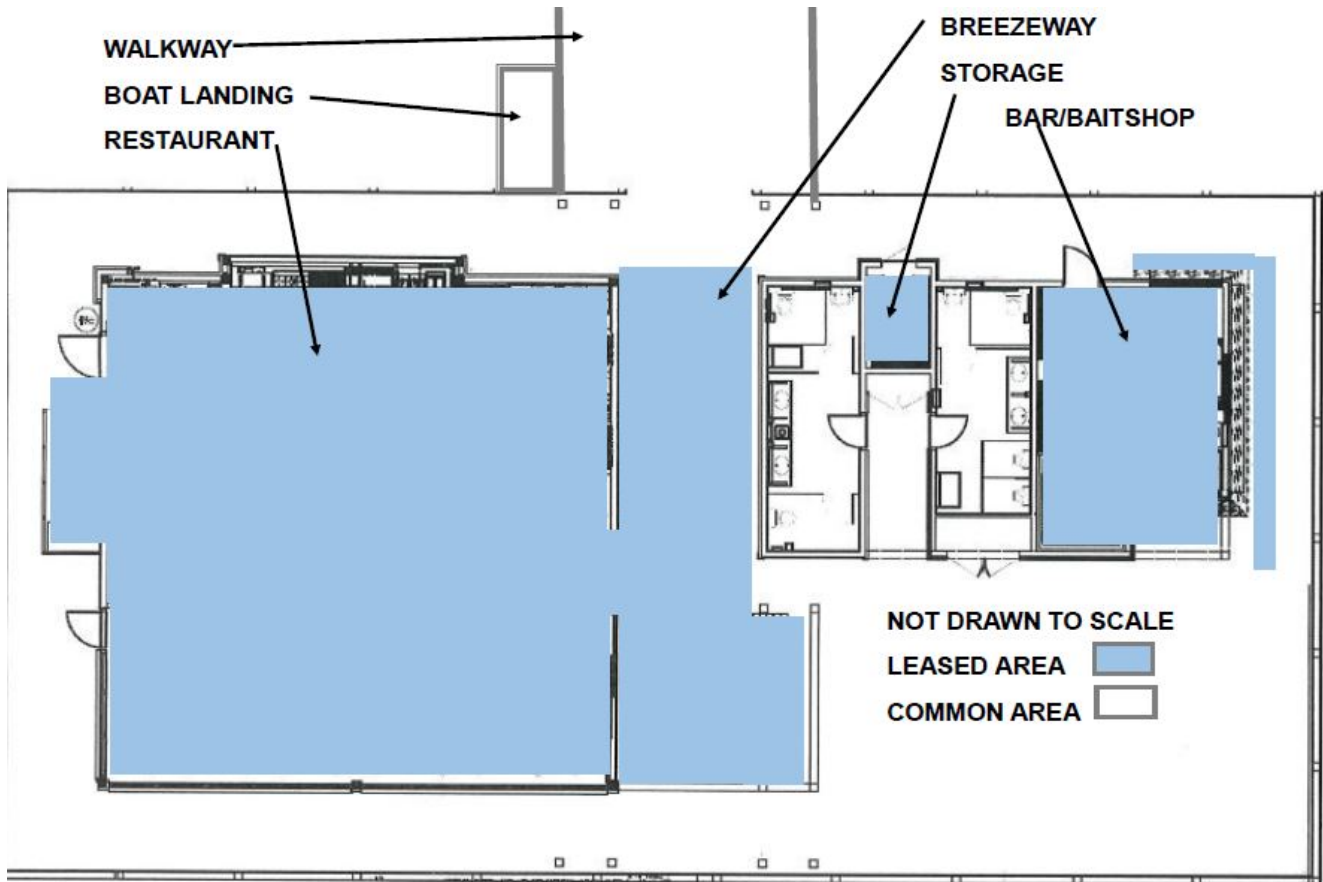 WALKWAY
BOAT LANDING
RESTAURANT
BREEZEWAY
STORAGE
BAR/BAITSHOP
NOT DRAWN TO SCALE
LEASED AREA
COMMON AREA